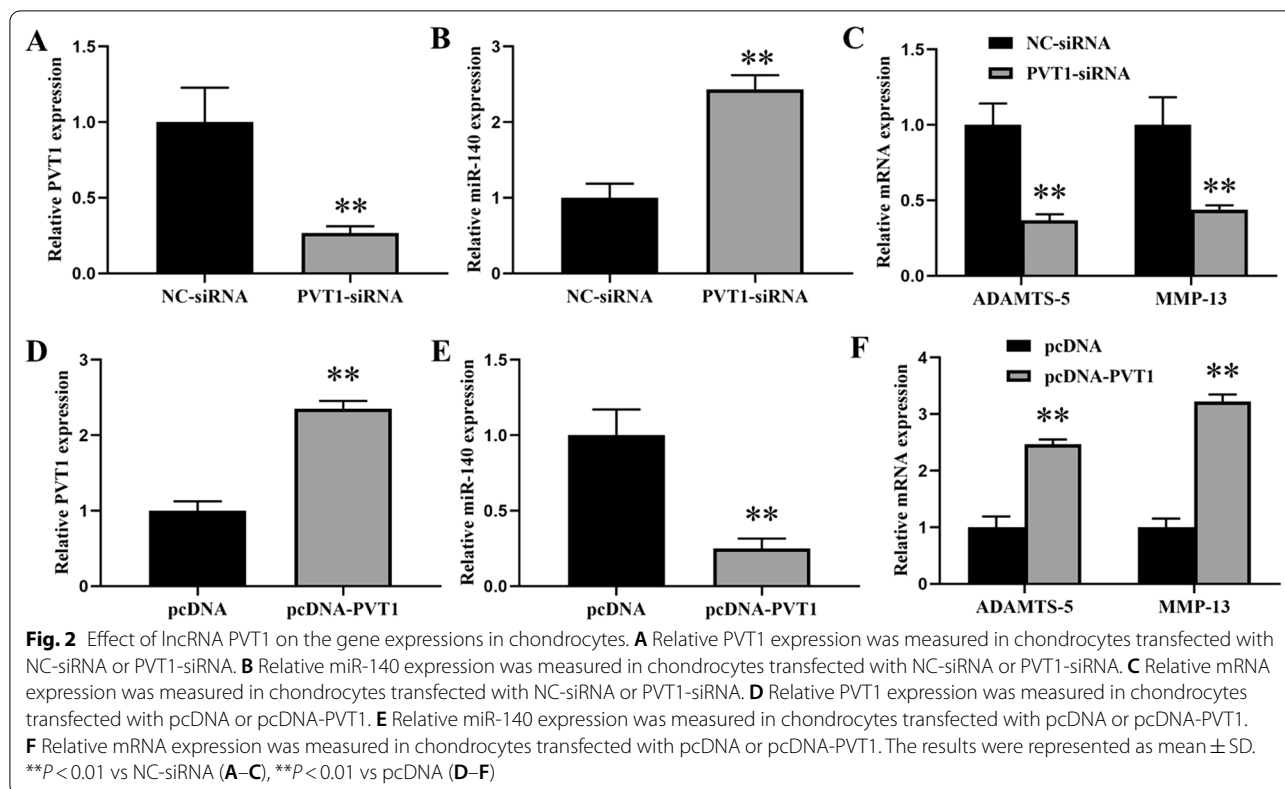 A
Relative PVT1 expression
1.5
1.0
0.5
0.0
**
NC-siRNA PVT1-siRNA
B
Relative miR-140 expression
3
2
1
0
**
NC-siRNA PVT1-siRNA
C
NC-siRNA
PVT1-siRNA
Relative mRNA expression
1.5
1.0
0.5
0.0
** **
ADAMTS-5 MMP-13
D
Relative PVT1 expression
3
2
1
0
**
pcDNA pcDNA-PVT1
E
Relative miR-140 expression
1.5
1.0
0.5
0.0
**
pcDNA pcDNA-PVT1
F
pcDNA
pcDNA-PVT1
Relative mRNA expression
4
3
2
1
0
** **
ADAMTS-5 MMP-13
Fig. 2 Effect of lncRNA PVT1 on the gene expressions in chondrocytes. A Relative PVT1 expression was measured in chondrocytes transfected with
NC-siRNA or PVT1-siRNA. B Relative miR-140 expression was measured in chondrocytes transfected with NC-siRNA or PVT1-siRNA. C Relative mRNA
expression was measured in chondrocytes transfected with NC-siRNA or PVT1-siRNA. D Relative PVT1 expression was measured in chondrocytes
transfected with pcDNA or pcDNA-PVT1. E Relative miR-140 expression was measured in chondrocytes transfected with pcDNA or pcDNA-PVT1.
F Relative mRNA expression was measured in chondrocytes transfected with pcDNA or pcDNA-PVT1. The results were represented as mean ± SD.
**P < 0.01 vs NC-siRNA (A–C), **P < 0.01 vs pcDNA (D–F)